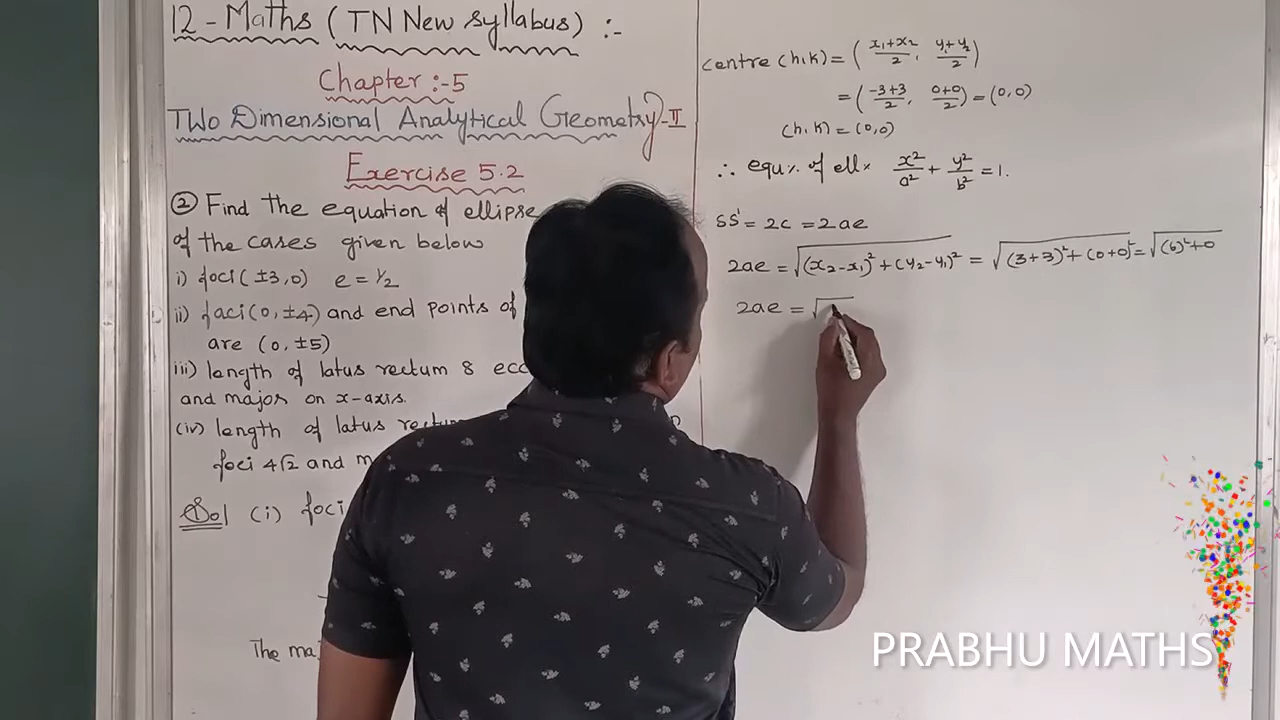 12 - Maths (TN New Syllabus) :-
Chapter :- 5
Two Dimensional Analytical Geometry - II
Exercise 5.2
② Find the equation of ellipse
of the cases given below
i) foci (±3,0) e = 1/2
ii) faci (0, ±4) and end points of
are (0, ±5)
iii) length of latus rectum 8
and major on x-axis.
(iv) length of latus
foci 4√2 and
Sol (i) foci
The
centre (h,k) = ( x₁+x₂/2, y₁+y₂/2 )
= ( -3+3/2, 0+0/2 ) = (0,0)
(h,k) = (0,0)
∴ equ% of ell% x²/a² + y²/b² = 1.
SS' = 2c = 2ae
2ae = √(x₂-x₁)² + (y₂-y₁)² = √(3+3)² + (0+0)² = √(6)²+0
2ae = √
PRABHU MATHS